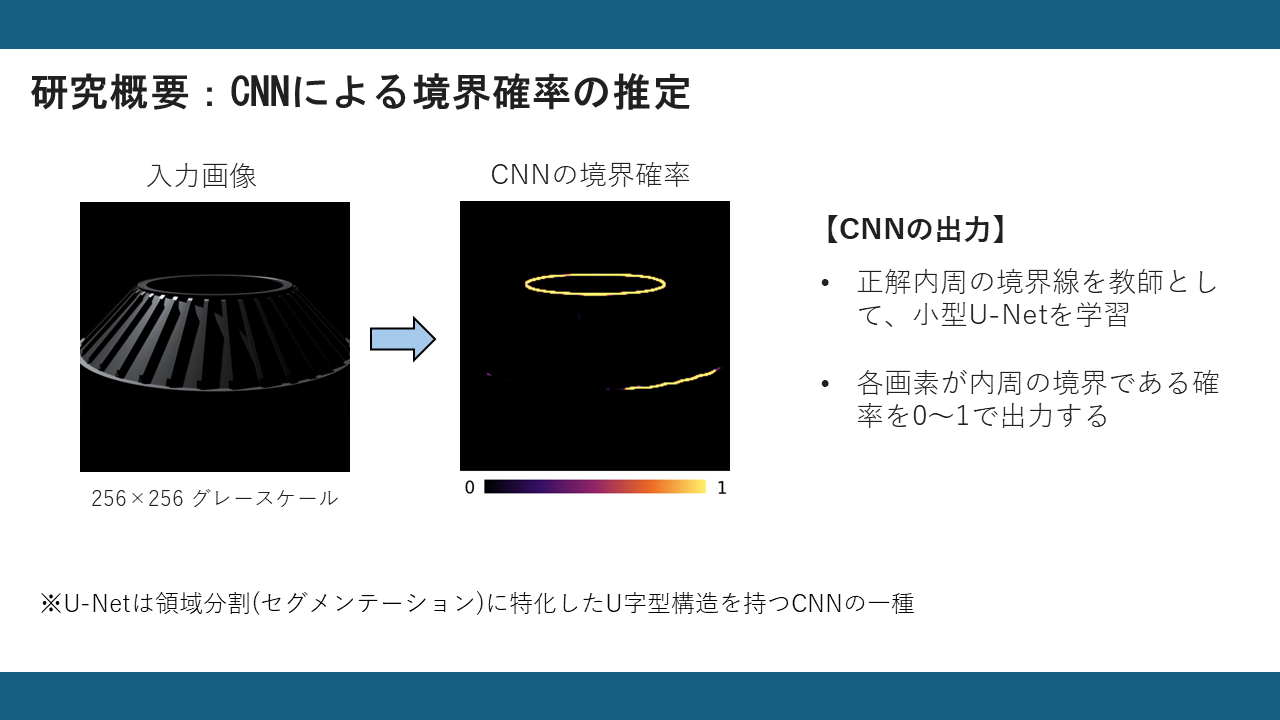 研究概要：CNNによる境界確率の推定
入力画像
CNNの境界確率
256×256 グレースケール
0
1
【CNNの出力】
• 正解内周の境界線を教師とし
て、小型U-Netを学習
• 各画素が内周の境界である確
率を0～1で出力する
※U-Netは領域分割(セグメンテーション)に特化したU字型構造を持つCNNの一種